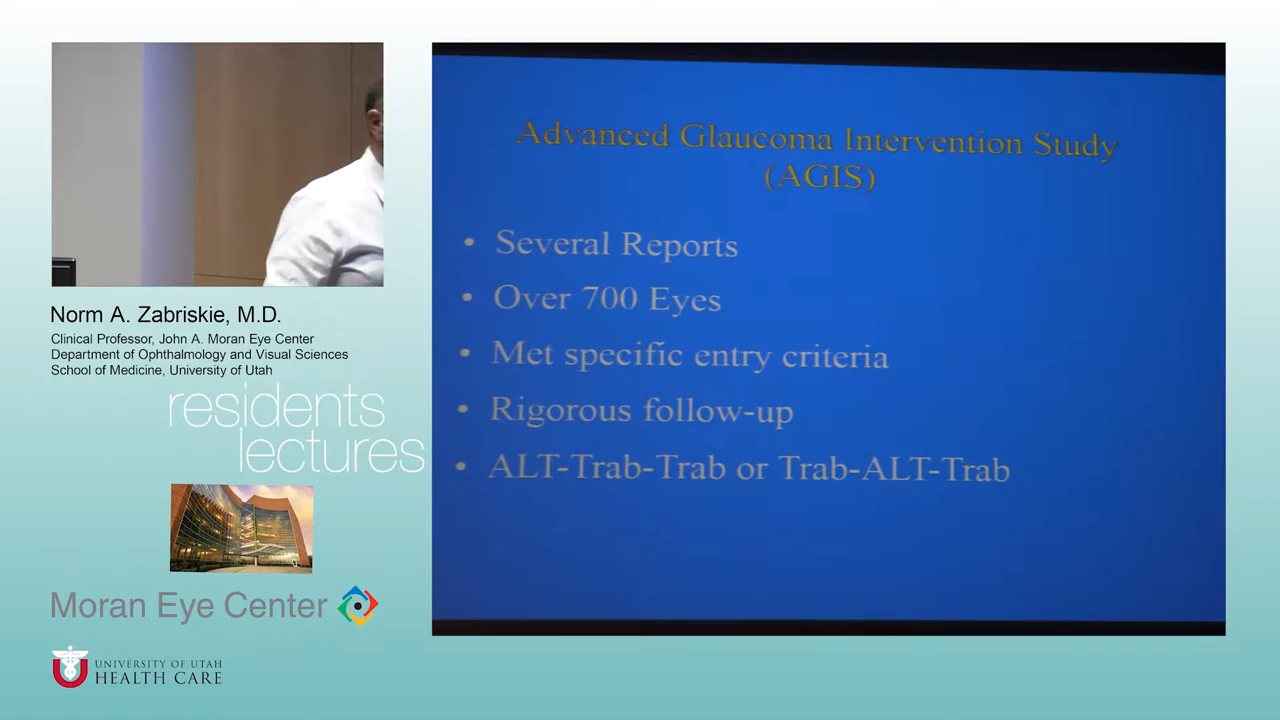 Norm A. Zabriskie, M.D.
Clinical Professor, John A. Moran Eye Center
Department of Ophthalmology and Visual Sciences
School of Medicine, University of Utah
residents
lectures
Moran Eye Center
UNIVERSITY OF UTAH
HEALTH CARE
Advanced Glaucoma Intervention Study
(AGIS)
• Several Reports
• Over 700 Eyes
• Met specific entry criteria
• Rigorous follow-up
• ALT-Trab-Trab or Trab-ALT-Trab